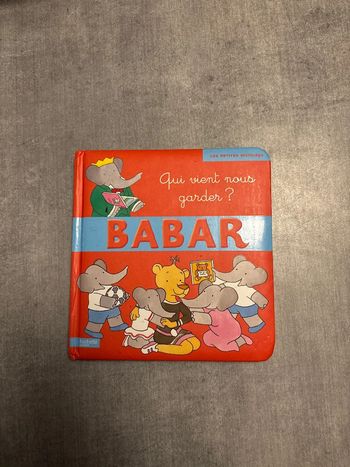 LES PETITES HISTOIRES
Qui vient nous
garder ?
BABAR
hachette